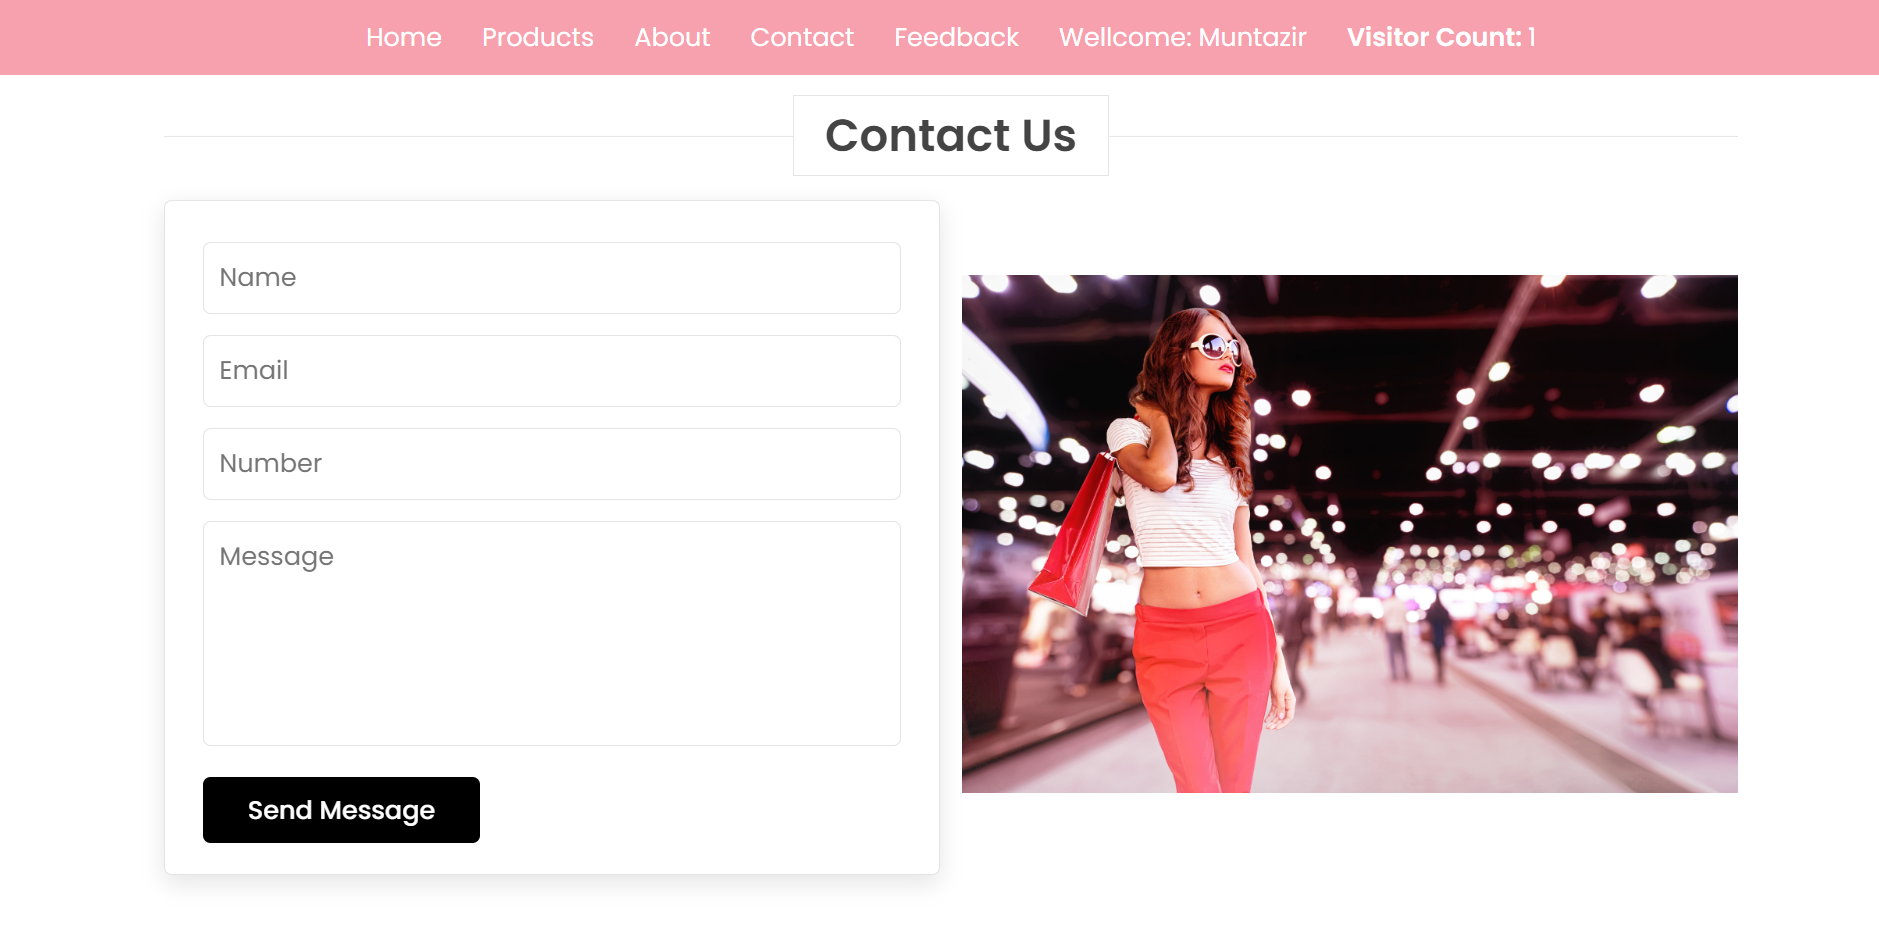 Home Products About Contact Feedback Wellcome: Muntazir Visitor Count: 1
Contact Us
Name
Email
Number
Message
Send Message